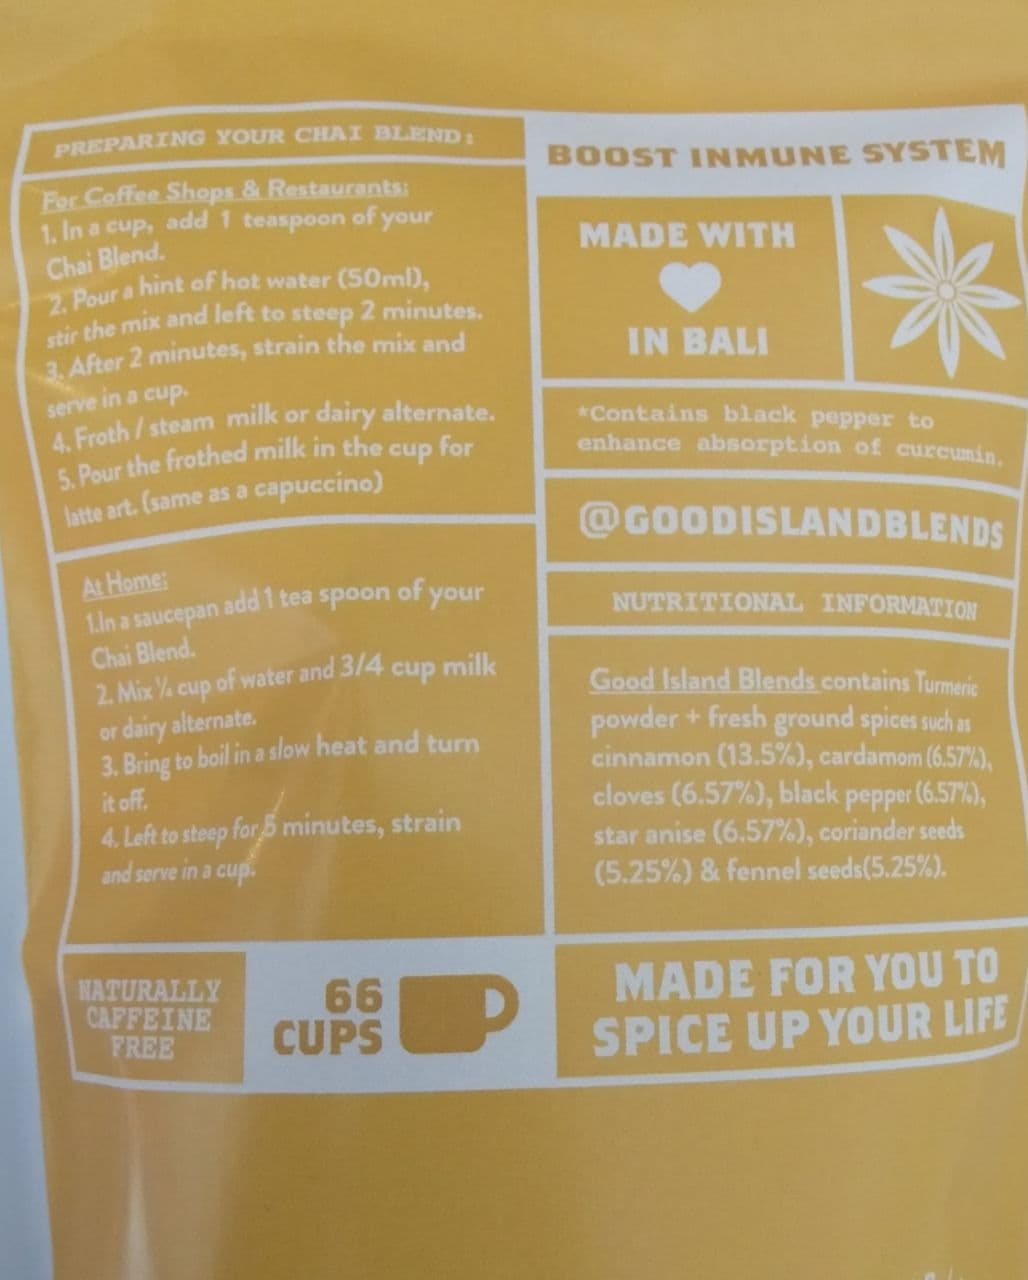 PREPARING YOUR CHAI BLEND:
For Coffee Shops & Restaurants:
1. In a cup, add 1 teaspoon of your
Chai Blend.
2. Pour a hint of hot water (50ml),
stir the mix and left to steep 2 minutes.
3. After 2 minutes, strain the mix and
serve in a cup.
4. Froth / steam milk or dairy alternate.
5. Pour the frothed milk in the cup for
latte art. (same as a capuccino)
At Home:
1.In a saucepan add 1 tea spoon of your
Chai Blend.
2. Mix ¼ cup of water and 3/4 cup milk
or dairy alternate.
3. Bring to boil in a slow heat and turn
it off.
4. Left to steep for 5 minutes, strain
and serve in a cup.
NATURALLY
CAFFEINE
FREE
66
CUPS
BOOST INMUNE SYSTEM
MADE WITH
IN BALI
*Contains black pepper to
enhance absorption of curcumin.
@GOODISLANDBLENDS
NUTRITIONAL INFORMATION
Good Island Blends contains Turmeric
powder + fresh ground spices such as
cinnamon (13.5%), cardamom (6.57%),
cloves (6.57%), black pepper (6.57%),
star anise (6.57%), coriander seeds
(5.25%) & fennel seeds(5.25%).
MADE FOR YOU TO
SPICE UP YOUR LIFE